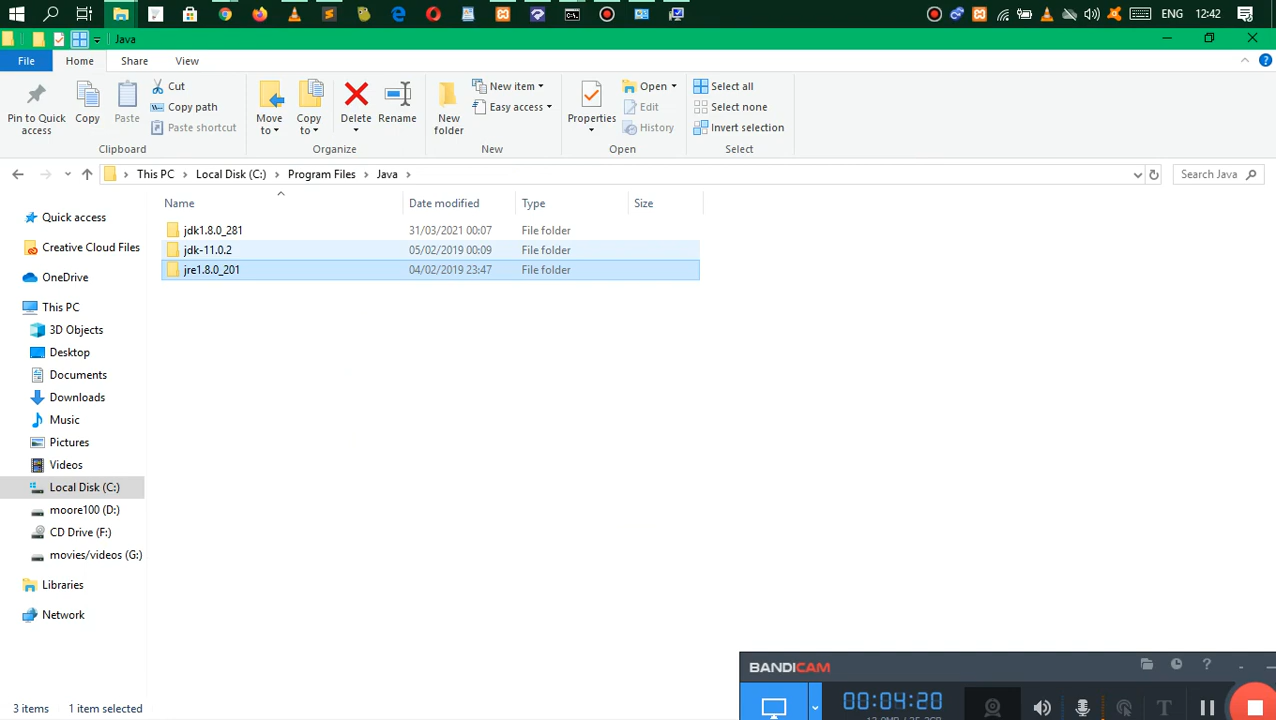 ENG 12:42
Java
File Home Share View
Pin to Quick access
Copy
Paste
Cut
Copy path
Paste shortcut
Clipboard
Move to
Copy to
Delete
Rename
Organize
New folder
New item
Easy access
New
Properties
Open
Edit
History
Open
Select all
Select none
Invert selection
Select
This PC > Local Disk (C:) > Program Files > Java >
Search Java
Name Date modified Type Size
jdk1.8.0_281 31/03/2021 00:07 File folder
jdk-11.0.2 05/02/2019 00:09 File folder
jre1.8.0_201 04/02/2019 23:47 File folder
Quick access
Creative Cloud Files
OneDrive
This PC
3D Objects
Desktop
Documents
Downloads
Music
Pictures
Videos
Local Disk (C:)
moore100 (D:)
CD Drive (F:)
movies/videos (G:)
Libraries
Network
BANDICAM
00:04:20
3 items 1 item selected